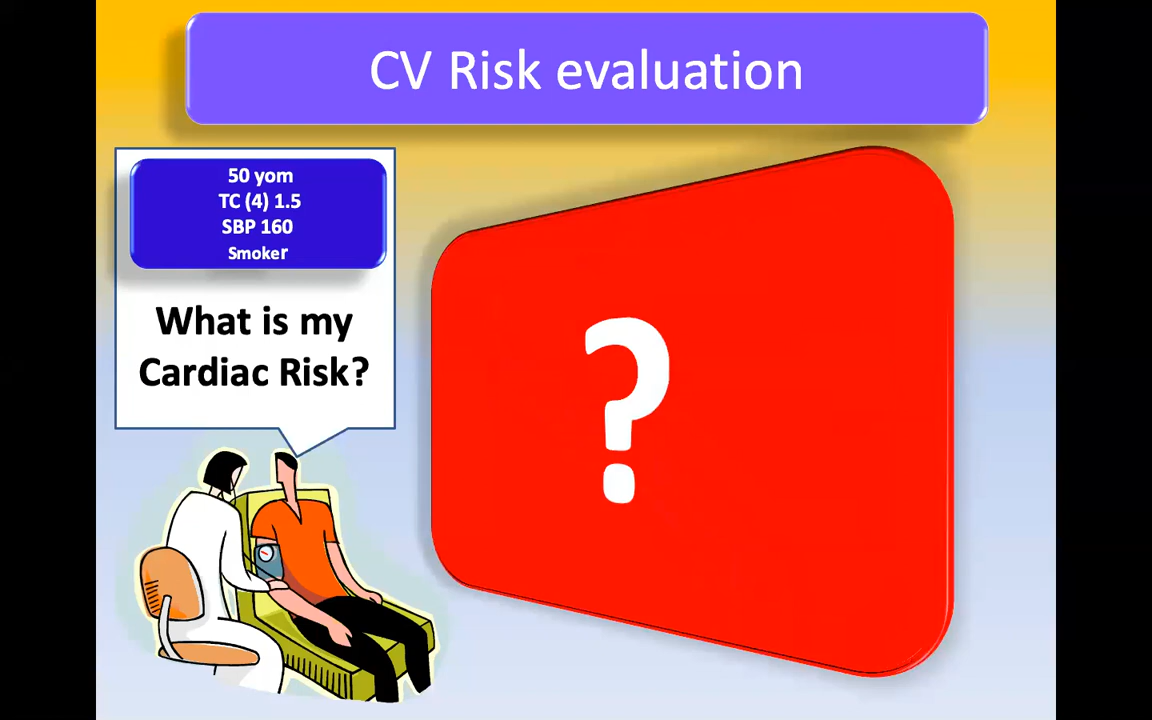 CV Risk evaluation
50 yom
TC (4) 1.5
SBP 160
Smoker
What is my
Cardiac Risk?
?